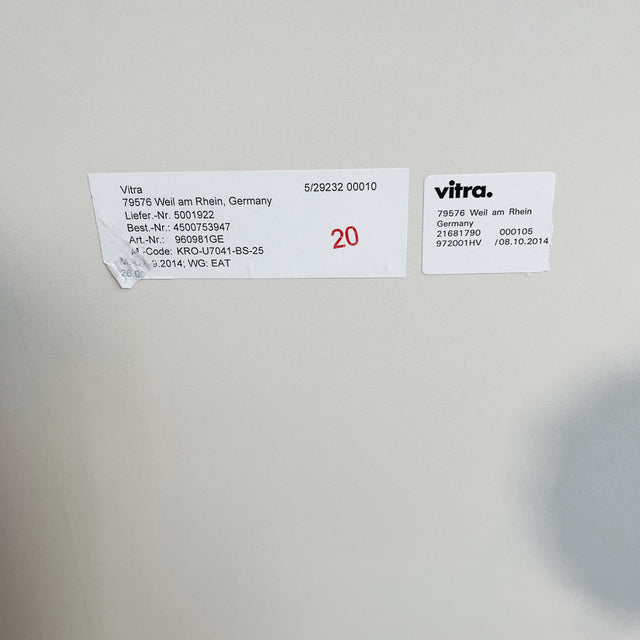 Vitra 5/29232 00010
79576 Weil am Rhein, Germany
Liefer.-Nr. 5001922
Best.-Nr.: 4500753947
Art.-Nr.: 960981GE
-Code: KRO-U7041-BS-25
.9.2014; WG: EAT
20
vitra.
79576 Weil am Rhein
Germany
21681790 000105
972001HV /08.10.2014